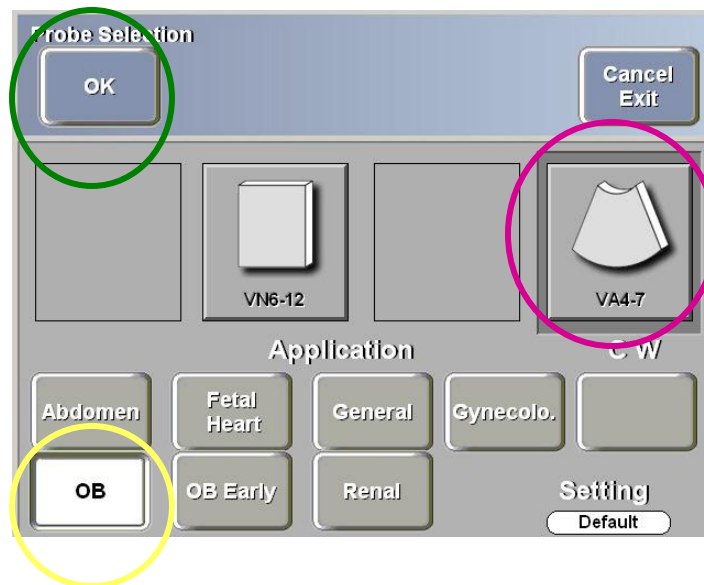 Probe Selection
OK
Cancel
Exit
VN6-12
VA4-7
Application
C W
Abdomen
Fetal
Heart
General
Gynecolo.
OB
OB Early
Renal
Setting
Default